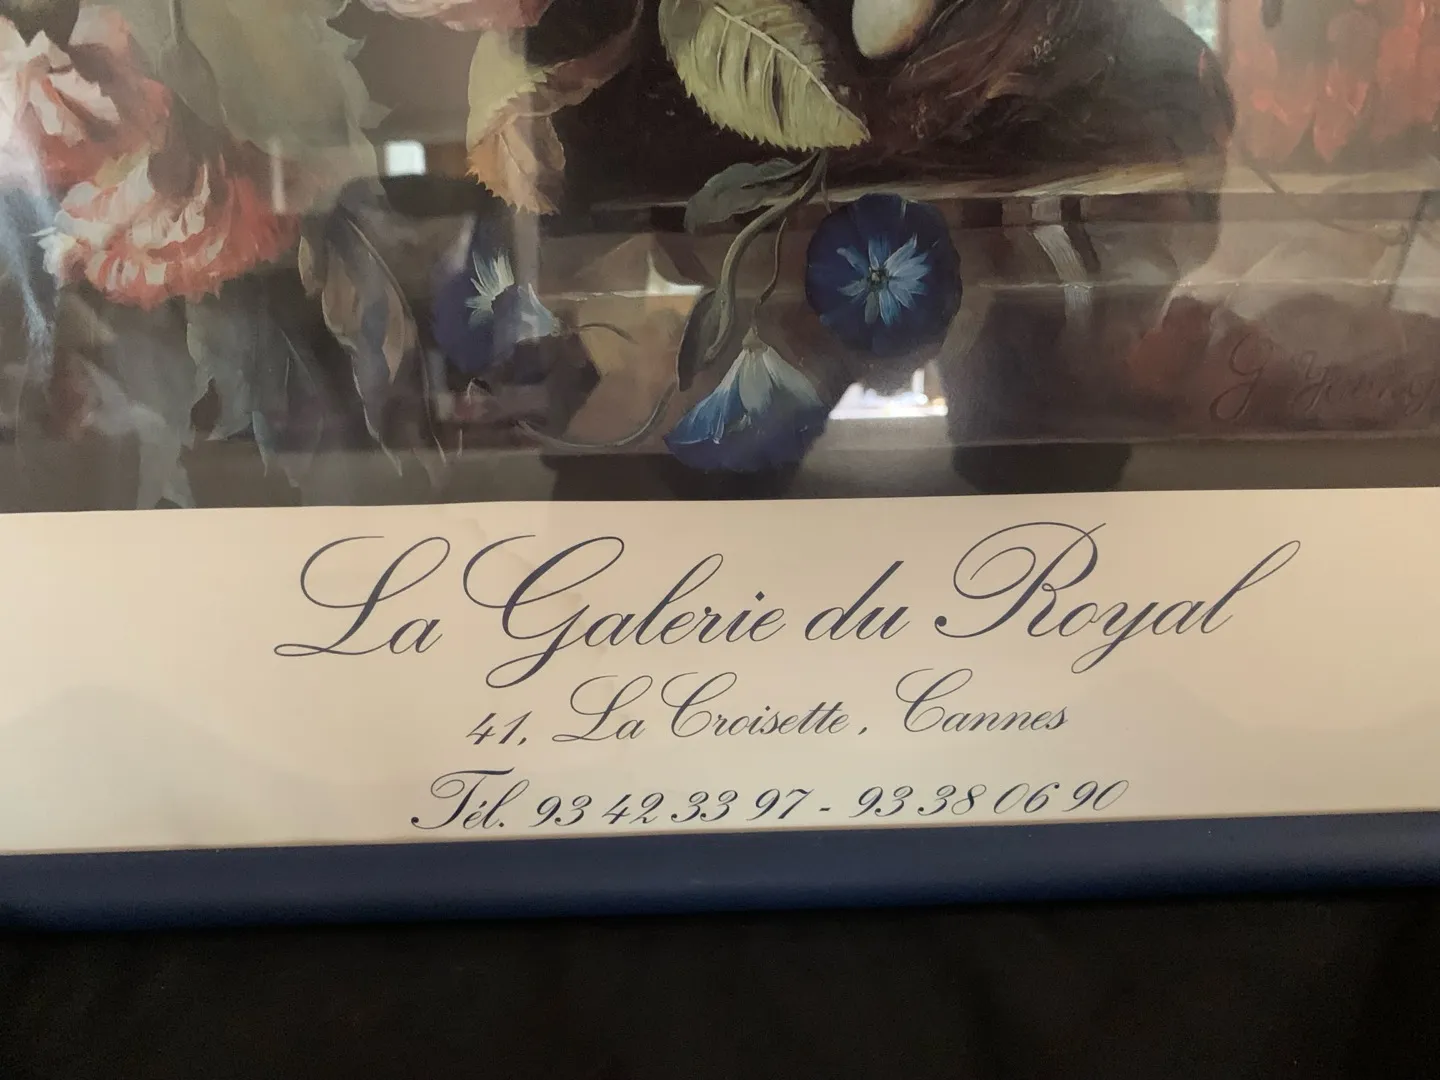 La Galerie du Royal
41, La Croisette, Cannes
Tél. 93 42 33 97 - 93 38 06 90